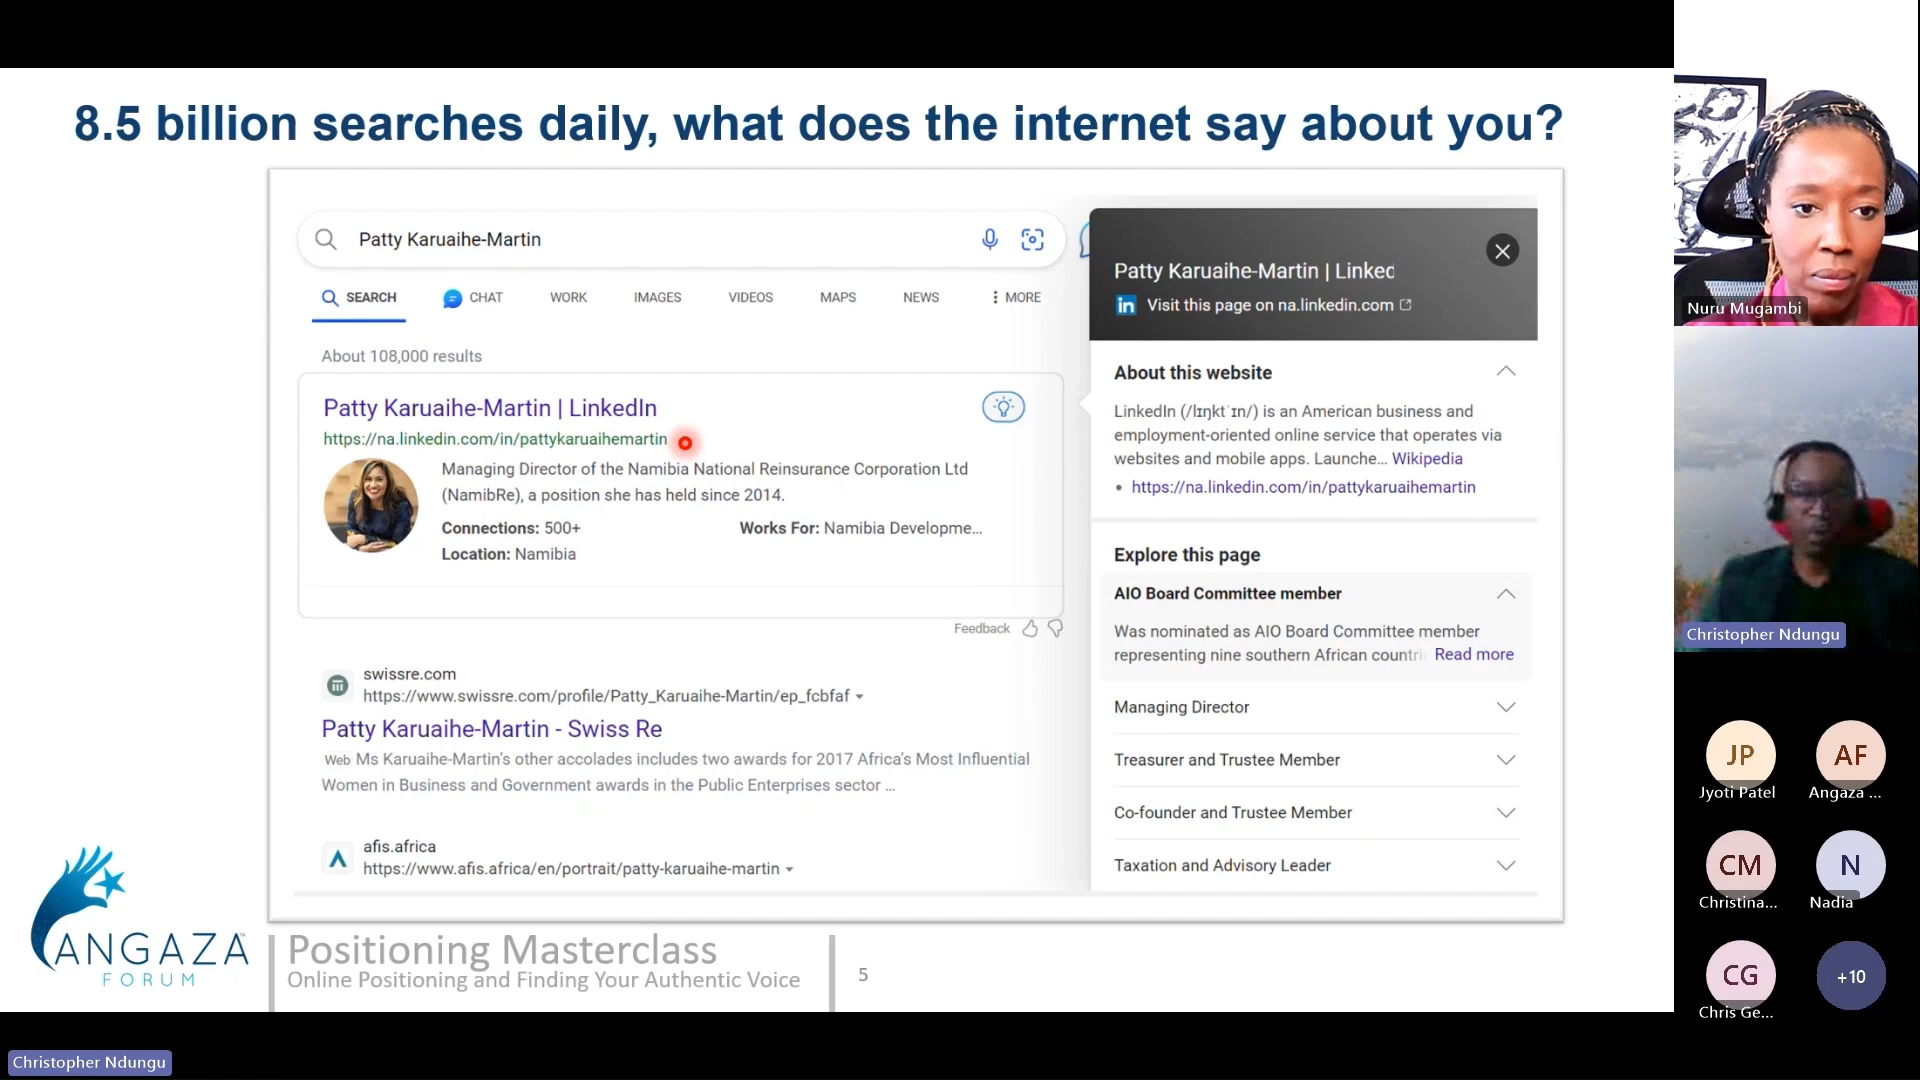 8.5 billion searches daily, what does the internet say about you?
Patty Karuaihe-Martin
SEARCH
CHAT
WORK
IMAGES
VIDEOS
MAPS
NEWS
MORE
About 108,000 results
Patty Karuaihe-Martin | LinkedIn
https://na.linkedin.com/in/pattykaruaihemartin
Managing Director of the Namibia National Reinsurance Corporation Ltd
(NamibRe), a position she has held since 2014.
Connections: 500+
Works For: Namibia Developme...
Location: Namibia
Feedback
swissre.com
https://www.swissre.com/profile/Patty_Karuaihe-Martin/ep_fcbfaf
Patty Karuaihe-Martin - Swiss Re
Web Ms Karuaihe-Martin's other accolades includes two awards for 2017 Africa's Most Influential
Women in Business and Government awards in the Public Enterprises sector ...
afis.africa
https://www.afis.africa/en/portrait/patty-karuaihe-martin
Patty Karuaihe-Martin | Linked
in Visit this page on na.linkedin.com
About this website
LinkedIn (/lɪŋktˈɪn/) is an American business and
employment-oriented online service that operates via
websites and mobile apps. Launche... Wikipedia
• https://na.linkedin.com/in/pattykaruaihemartin
Explore this page
AIO Board Committee member
Was nominated as AIO Board Committee member
representing nine southern African countri Read more
Managing Director
Treasurer and Trustee Member
Co-founder and Trustee Member
Taxation and Advisory Leader
ANGAZA™
FORUM
Positioning Masterclass
Online Positioning and Finding Your Authentic Voice
5
Nuru Mugambi
Christopher Ndungu
JP
Jyoti Patel
AF
Angaza ...
CM
Christina...
N
Nadia
CG
Chris Ge...
+10
Christopher Ndungu